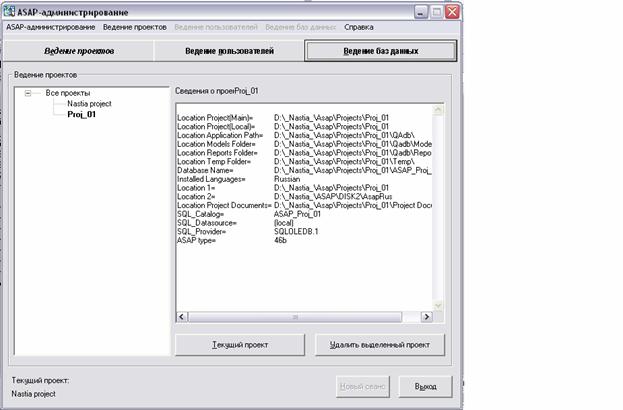 ASAP-администрирование
ASAP-администрирование Ведение проектов Ведение пользователей Ведение баз данных Справка
Ведение проектов Ведение пользователей Ведение баз данных
Ведение проектов
Все проекты
Nastia project
Proj_01
Сведения о проеProj_01
Location Project(Main)= D:\_Nastia_\Asap\Projects\Proj_01
Location Project(Local)= D:\_Nastia_\Asap\Projects\Proj_01
Location Application Path= D:\_Nastia_\Asap\Projects\Proj_01\QAdb\
Location Models Folder= D:\_Nastia_\Asap\Projects\Proj_01\Qadb\Mode
Location Reports Folder= D:\_Nastia_\Asap\Projects\Proj_01\Qadb\Repo
Location Temp Folder= D:\_Nastia_\Asap\Projects\Proj_01\Temp\
Database Name= D:\_Nastia_\Asap\Projects\Proj_01\ASAP_Proj_
Installed Languages= Russian
Location 1= D:\_Nastia_\Asap\Projects\Proj_01
Location 2= D:\_Nastia_\ASAP\DISK2\AsapRus
Location Project Documents= D:\_Nastia_\Asap\Projects\Proj_01\Project Docu
SQL_Catalog= ASAP_Proj_01
SQL_Datasource= (local)
SQL_Provider= SQLOLEDB.1
ASAP type= 46b
Текущий проект Удалить выделенный проект
Текущий проект:
Nastia project
Новый сеанс Выход